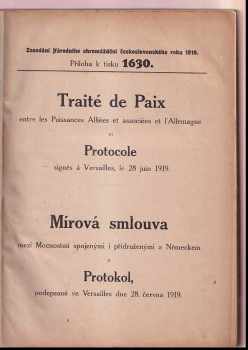 Zasedání Národního shromáždění československého roku 1919.
Příloha k tisku 1630.
Traité de Paix
entre les Puissances Alliées et associées et l'Allemagne
et
Protocole
signés à Versailles, le 28 juin 1919.
Mírová smlouva
mezi Mocnostmi spojenými i přidruženými a Německem
a
Protokol,
podepsané ve Versailles dne 28. června 1919.